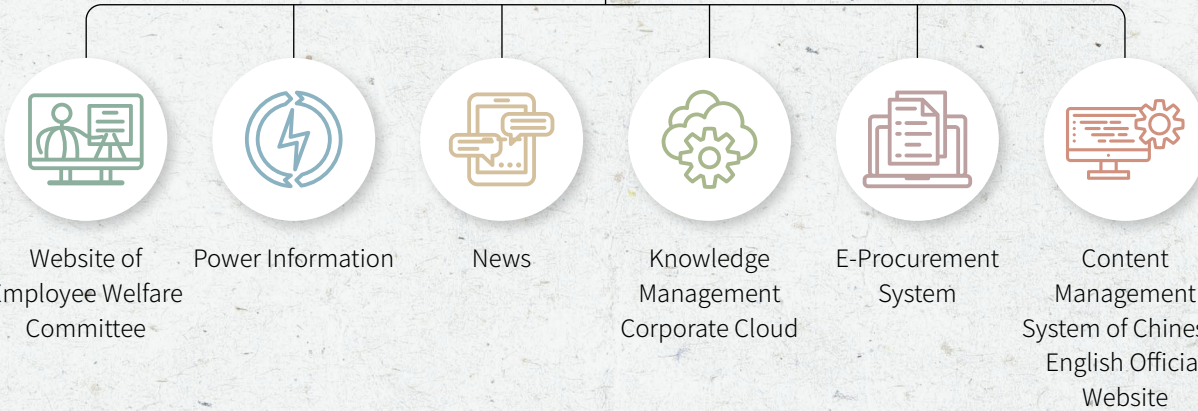 Website of
Employee Welfare
Committee
Power Information
News
Knowledge
Management
Corporate Cloud
E-Procurement
System
Content
Management
System of Chines
English Officia
Website